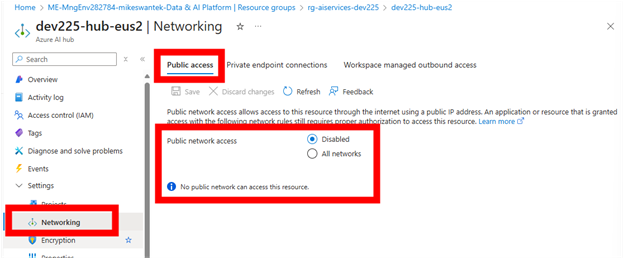 Home > ME-MngEnv282784-mikeswantek-Data & AI Platform | Resource groups > rg-aiservices-dev225 > dev225-hub-eus2 >
dev225-hub-eus2 | Networking
Azure AI hub
Search
Overview
Activity log
Access control (IAM)
Tags
Diagnose and solve problems
Events
Settings
Projects
Networking
Encryption
Properties
Public access Private endpoint connections Workspace managed outbound access
Save Discard changes Refresh Feedback
Public network access allows access to this resource through the internet using a public IP address. An application or resource that is granted
access with the following network rules still requires proper authorization to access this resource. Learn more
Public network access
Disabled
All networks
No public network can access this resource.